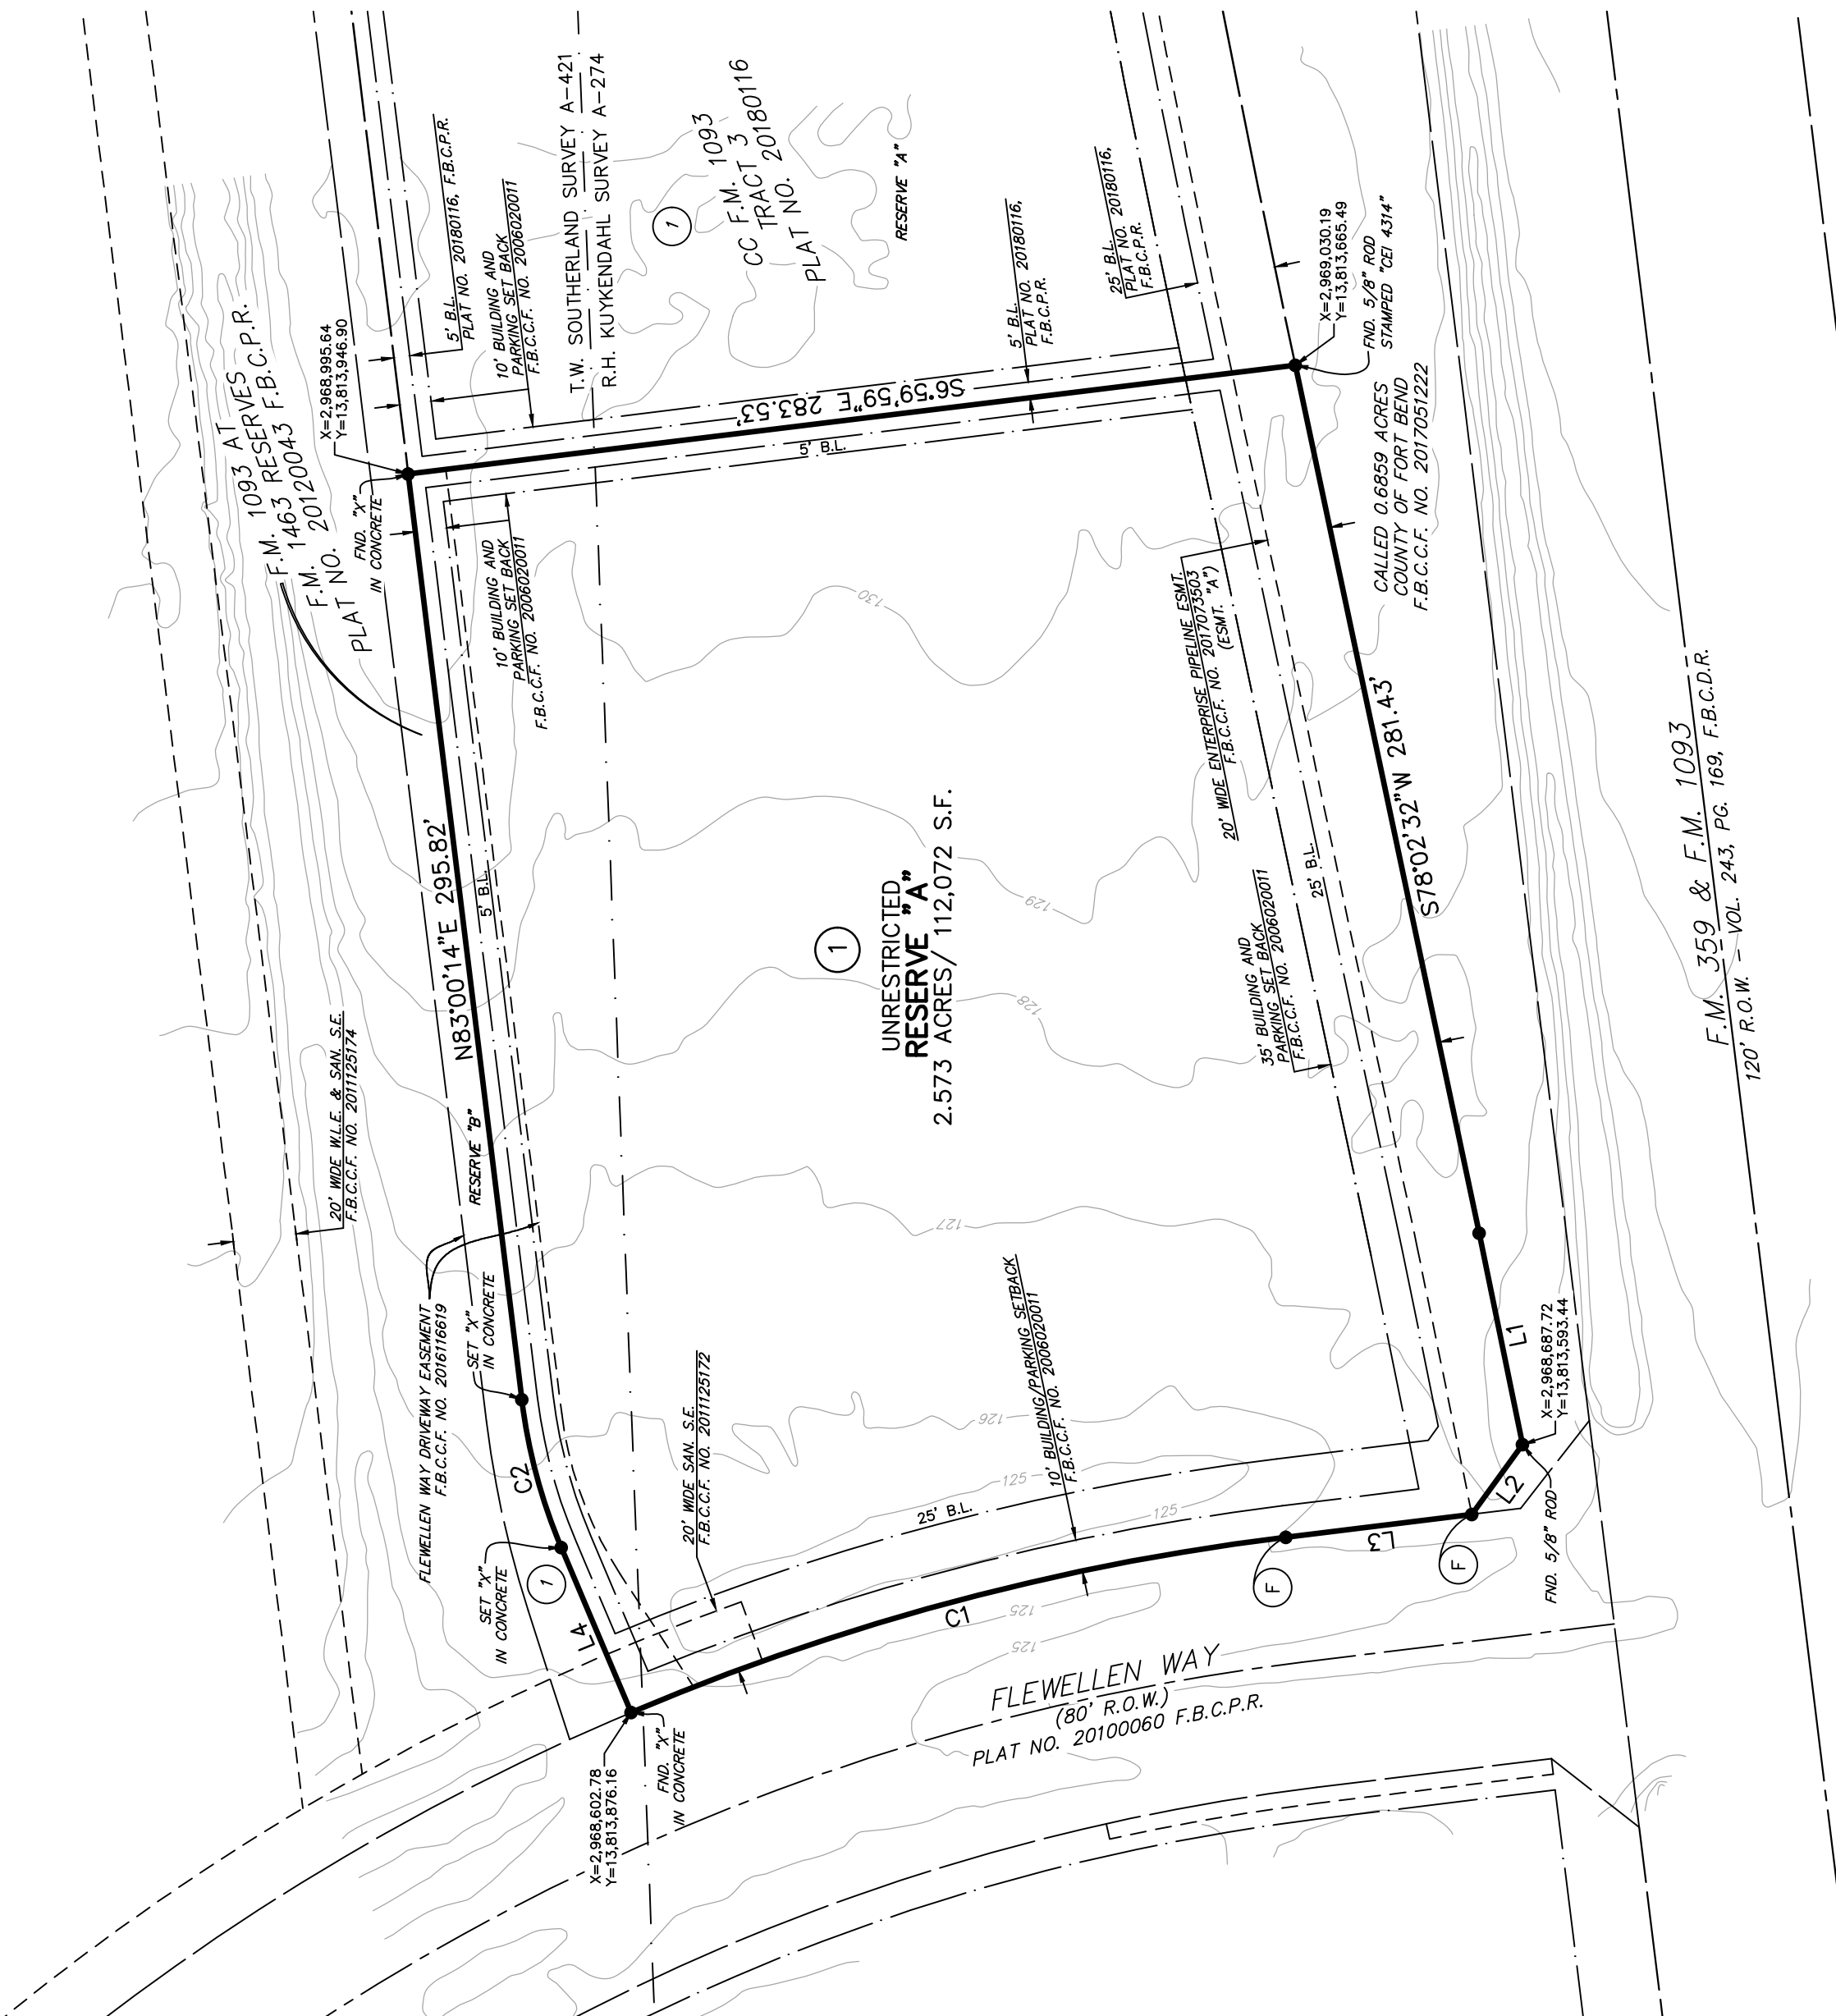 F.M. 1093 AT
F.M. 1463 RESERVES
PLAT NO. 20120043 F.B.C.P.R.
X=2,968,995.64
Y=13,813,946.90
FND. "X"
IN CONCRETE
5' B.L.
PLAT NO. 20180116, F.B.C.P.R.
10' BUILDING AND
PARKING SET BACK
F.B.C.C.F. NO. 2006020011
T.W. SOUTHERLAND SURVEY A-421
R.H. KUYKENDAHL SURVEY A-274
1
CC F.M. 1093
TRACT 3
PLAT NO. 20180116
RESERVE "A"
5' B.L.
PLAT NO. 20180116,
F.B.C.P.R.
25' B.L.
PLAT NO. 20180116,
F.B.C.P.R.
X=2,969,030.19
Y=13,813,665.49
FND. 5/8" ROD
STAMPED "CEI 4314"
S6°59'59"E 283.53'
5' B.L.
10' BUILDING AND
PARKING SET BACK
F.B.C.C.F. NO. 2006020011
130
20' WIDE ENTERPRISE PIPELINE ESMT.
F.B.C.C.F. NO. 2017073503
(ESMT. "A")
CALLED 0.6859 ACRES
COUNTY OF FORT BEND
F.B.C.C.F. NO. 2017051222
N83°00'14"E 295.82'
5' B.L.
1
UNRESTRICTED
RESERVE "A"
2.573 ACRES/ 112,072 S.F.
129
128
35' BUILDING AND
PARKING SET BACK
F.B.C.C.F. NO. 2006020011
25' B.L.
S78°02'32"W 281.43'
F.M. 359 & F.M. 1093
120' R.O.W. - VOL. 243, PG. 169, F.B.C.D.R.
20' WIDE W.L.E. & SAN. S.E.
F.B.C.C.F. NO. 2011125174
RESERVE "B"
FLEWELLEN WAY DRIVEWAY EASEMENT
F.B.C.C.F. NO. 2016116619
SET "X"
IN CONCRETE
127
20' WIDE SAN. S.E.
F.B.C.C.F. NO. 2011125172
126
10' BUILDING/PARKING SETBACK
F.B.C.C.F. NO. 2006020011
125
125
25' B.L.
L1
X=2,968,687.72
Y=13,813,593.44
C2
SET "X"
IN CONCRETE
1
L4
C1
125
125
F
L3
F
L2
FND. 5/8" ROD
X=2,968,602.78
Y=13,813,876.16
FND. "X"
IN CONCRETE
FLEWELLEN WAY
(80' R.O.W.)
PLAT NO. 20100060 F.B.C.P.R.